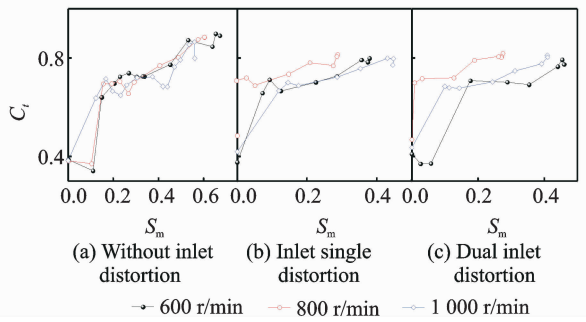 0.8
0.4
C_t
0.0 0.2 0.4 0.6 0.0 0.2 0.4 0.0 0.2 0.4
S_m S_m S_m
(a) Without inlet distortion
(b) Inlet single distortion
(c) Dual inlet distortion
600 r/min 800 r/min 1 000 r/min